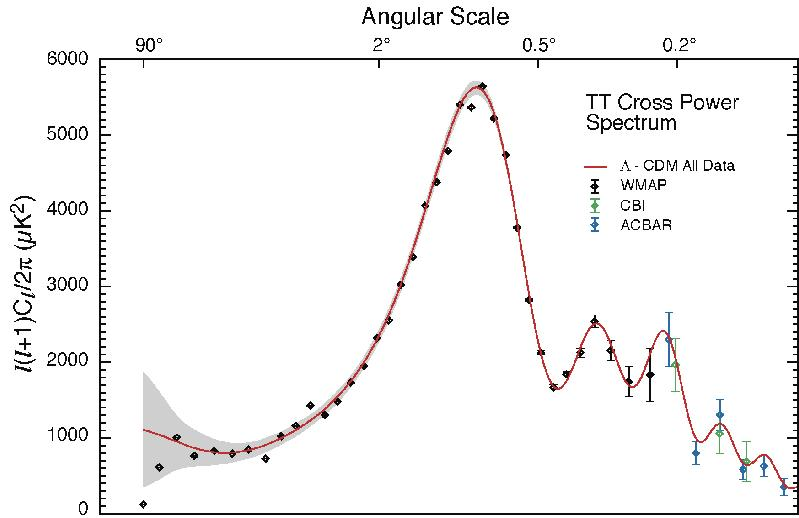 Angular Scale
90° 2° 0.5° 0.2°
6000
5000
4000
3000
2000
1000
0
l(l+1)Cl/2π (μK²)
TT Cross Power
Spectrum
Λ - CDM All Data
WMAP
CBI
ACBAR